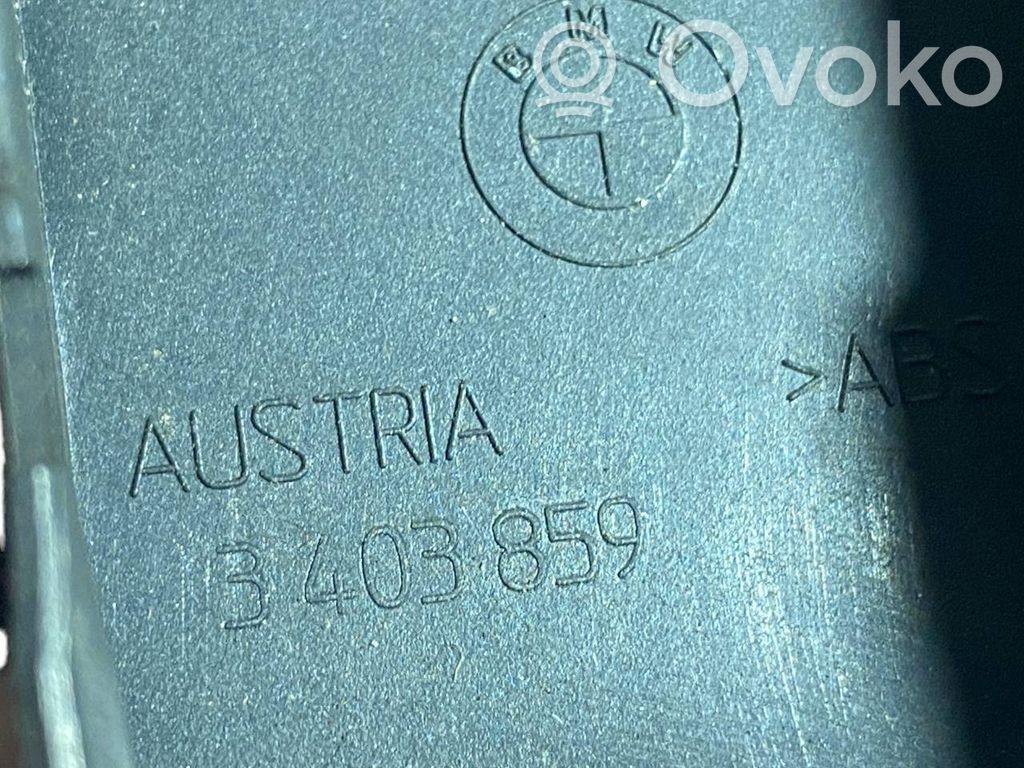 BMW
Ovoko
>ABS
AUSTRIA
3 403 859